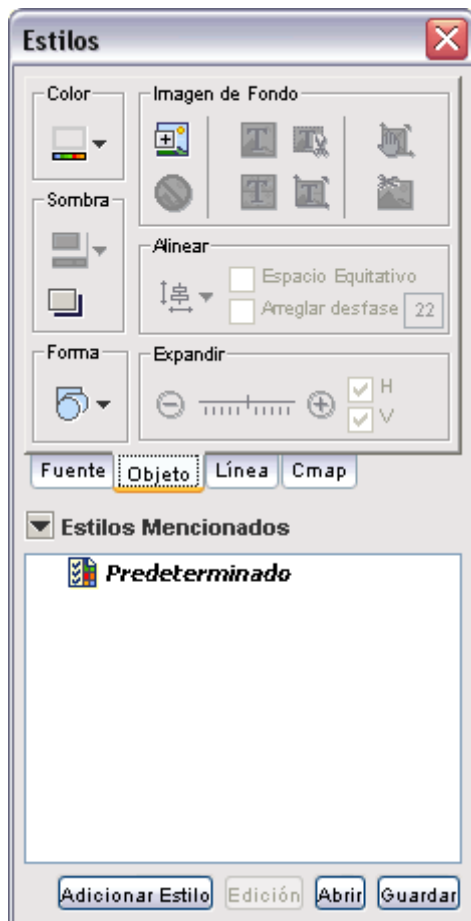 Estilos
Color
Imagen de Fondo
Sombra
Alinear
Espacio Equitativo
Arreglar desfase 22
Forma
Expandir
H
V
Fuente Objeto Línea Cmap
Estilos Mencionados
Predeterminado
Adicionar Estilo Edición Abrir Guardar